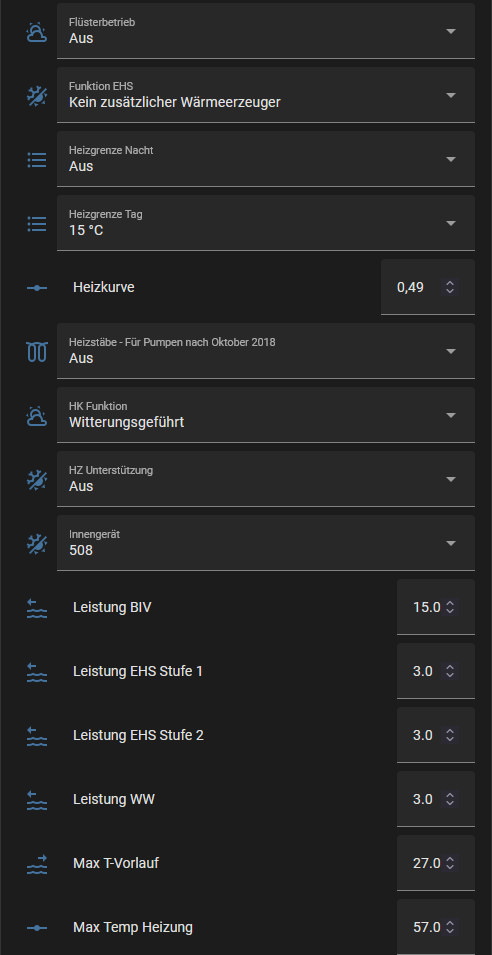 Flüsterbetrieb
Aus
Funktion EHS
Kein zusätzlicher Wärmeerzeuger
Heizgrenze Nacht
Aus
Heizgrenze Tag
15 °C
Heizkurve 0,49
Heizstäbe - Für Pumpen nach Oktober 2018
Aus
HK Funktion
Witterungsgeführt
HZ Unterstützung
Aus
Innengerät
508
Leistung BIV 15.0
Leistung EHS Stufe 1 3.0
Leistung EHS Stufe 2 3.0
Leistung WW 3.0
Max T-Vorlauf 27.0
Max Temp Heizung 57.0